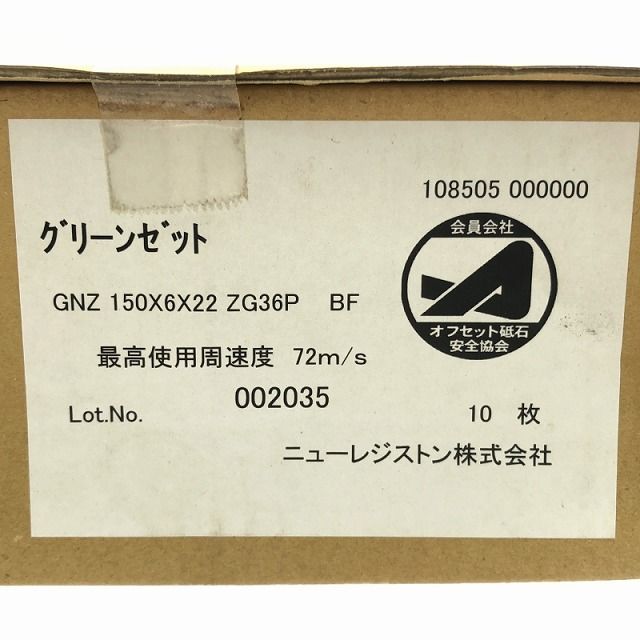 108505 000000
グリーンゼット
会員会社
オフセット砥石
安全協会
GNZ 150X6X22 ZG36P BF
最高使用周速度 72m/s
Lot.No. 002035 10 枚
ニューレジストン株式会社